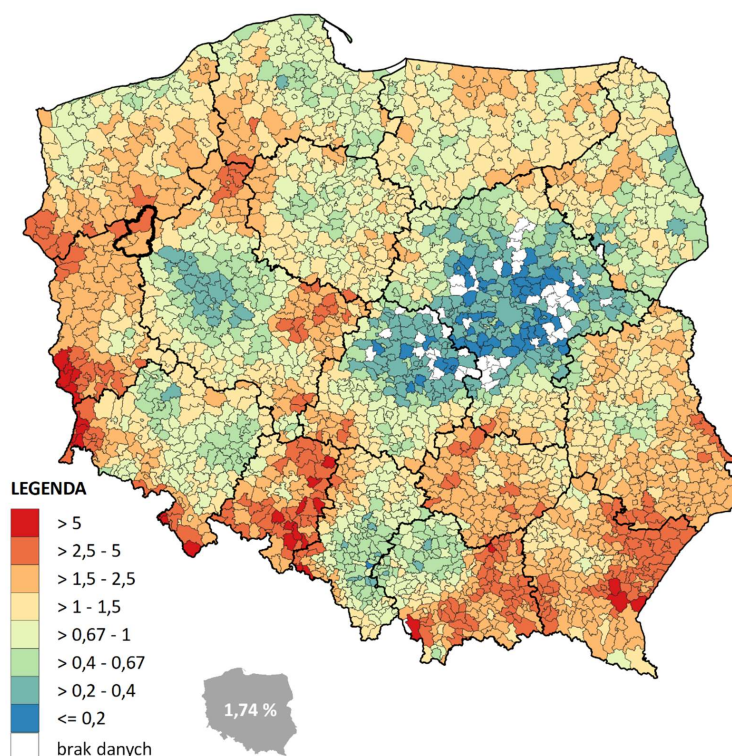 LEGENDA
> 5
> 2,5 - 5
> 1,5 - 2,5
> 1 - 1,5
> 0,67 - 1
> 0,4 - 0,67
> 0,2 - 0,4
<= 0,2
brak danych
1,74 %